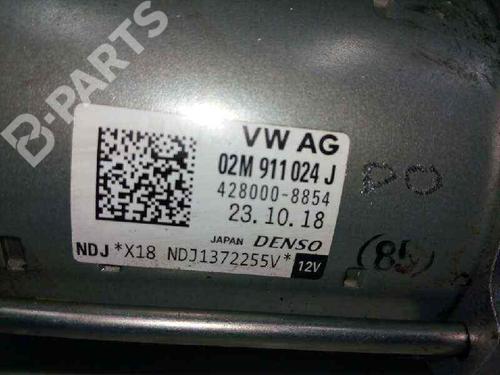 B-PARTS
VW AG
02M 911 024 J
428000-8854
23.10.18
JAPAN DENSO
NDJ *X18 NDJ1372255V* 12V
PO
(85)